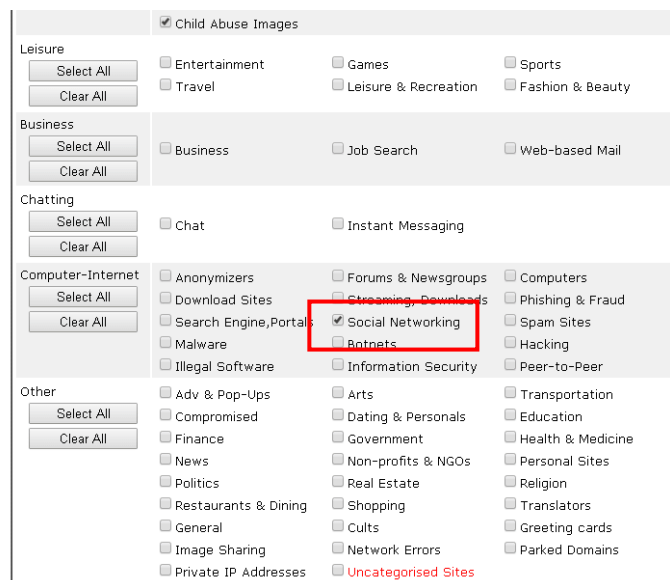 Child Abuse Images
Leisure
Select All
Clear All
Entertainment Games Sports
Travel Leisure & Recreation Fashion & Beauty
Business
Select All
Clear All
Business Job Search Web-based Mail
Chatting
Select All
Clear All
Chat Instant Messaging
Computer-Internet
Select All
Clear All
Anonymizers Forums & Newsgroups Computers
Download Sites Streaming, Downloads Phishing & Fraud
Search Engine,Portals Social Networking Spam Sites
Malware Botnets Hacking
Illegal Software Information Security Peer-to-Peer
Other
Select All
Clear All
Adv & Pop-Ups Arts Transportation
Compromised Dating & Personals Education
Finance Government Health & Medicine
News Non-profits & NGOs Personal Sites
Politics Real Estate Religion
Restaurants & Dining Shopping Translators
General Cults Greeting cards
Image Sharing Network Errors Parked Domains
Private IP Addresses Uncategorised Sites